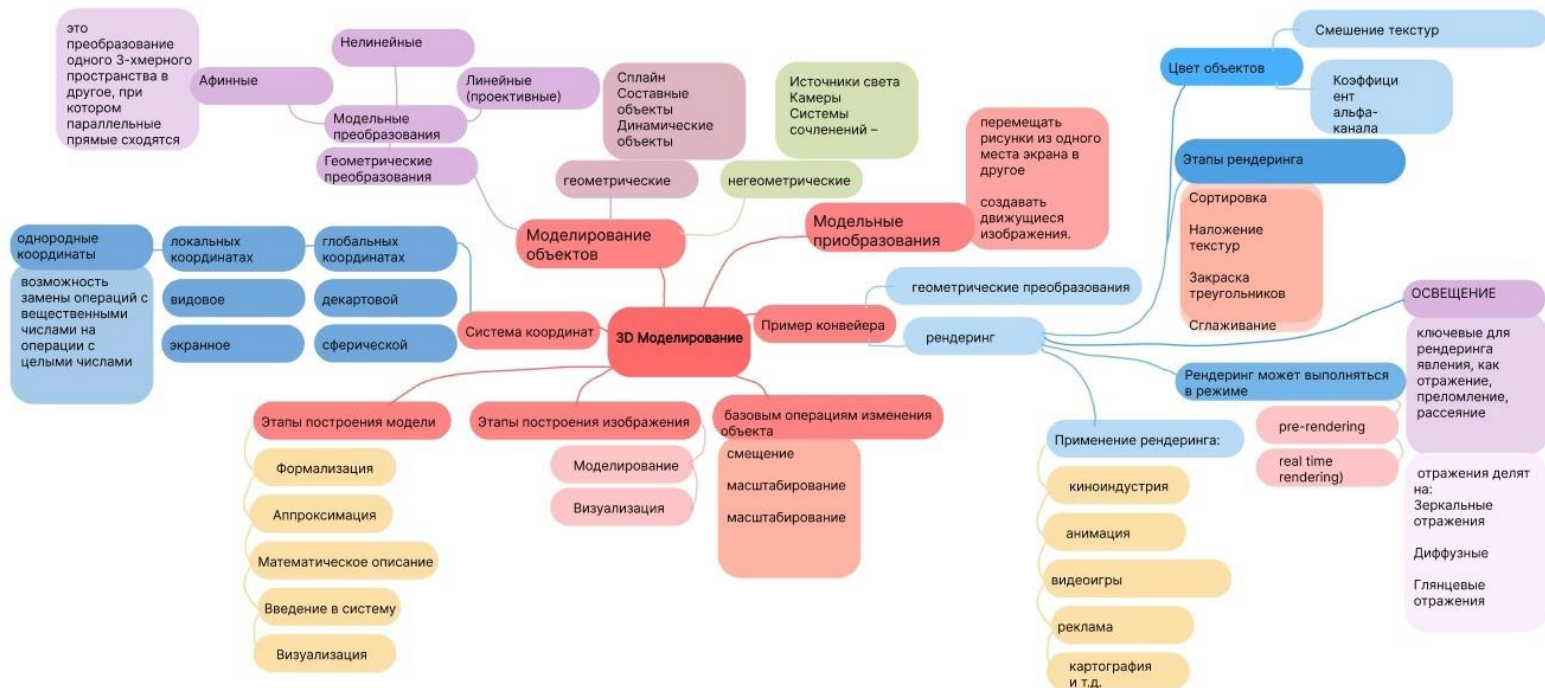 это
преобразование
одного 3-хмерного
пространства в
другое, при
котором
параллельные
прямые сходятся
Афинные
Нелинейные
Линейные
(проективные)
Модельные
преобразования
Геометрические
преобразования
Сплайн
Составные
объекты
Динамические
объекты
геометрические
Источники света
Камеры
Системы
сочленений –
негеометрические
Моделирование
объектов
Модельные
приобразования
перемещать
рисунки из одного
места экрана в
другое
создавать
движущиеся
изображения.
Цвет объектов
Смешение текстур
Коэффици
ент
альфа-
канала
Этапы рендеринга
Сортировка
Наложение
текстур
Закраска
треугольников
Сглаживание
однородные
координаты
возможность
замены операций с
вещественными
числами на
операции с
целыми числами
локальных
координатах
глобальных
координатах
видовое
декартовой
экранное
сферической
Система координат
3D Моделирование
Пример конвейера
геометрические преобразования
рендеринг
ОСВЕЩЕНИЕ
ключевые для
рендеринга
явления, как
отражение,
преломление,
рассеяние
отражения делят
на:
Зеркальные
отражения
Диффузные
Глянцевые
отражения
Рендеринг может выполняться
в режиме
pre-rendering
real time
rendering)
Этапы построения модели
Формализация
Аппроксимация
Математическое описание
Введение в систему
Визуализация
Этапы построения изображения
Моделирование
Визуализация
базовым операциям изменения
объекта
смещение
масштабирование
масштабирование
Применение рендеринга:
киноиндустрия
анимация
видеоигры
реклама
картография
и т.д.